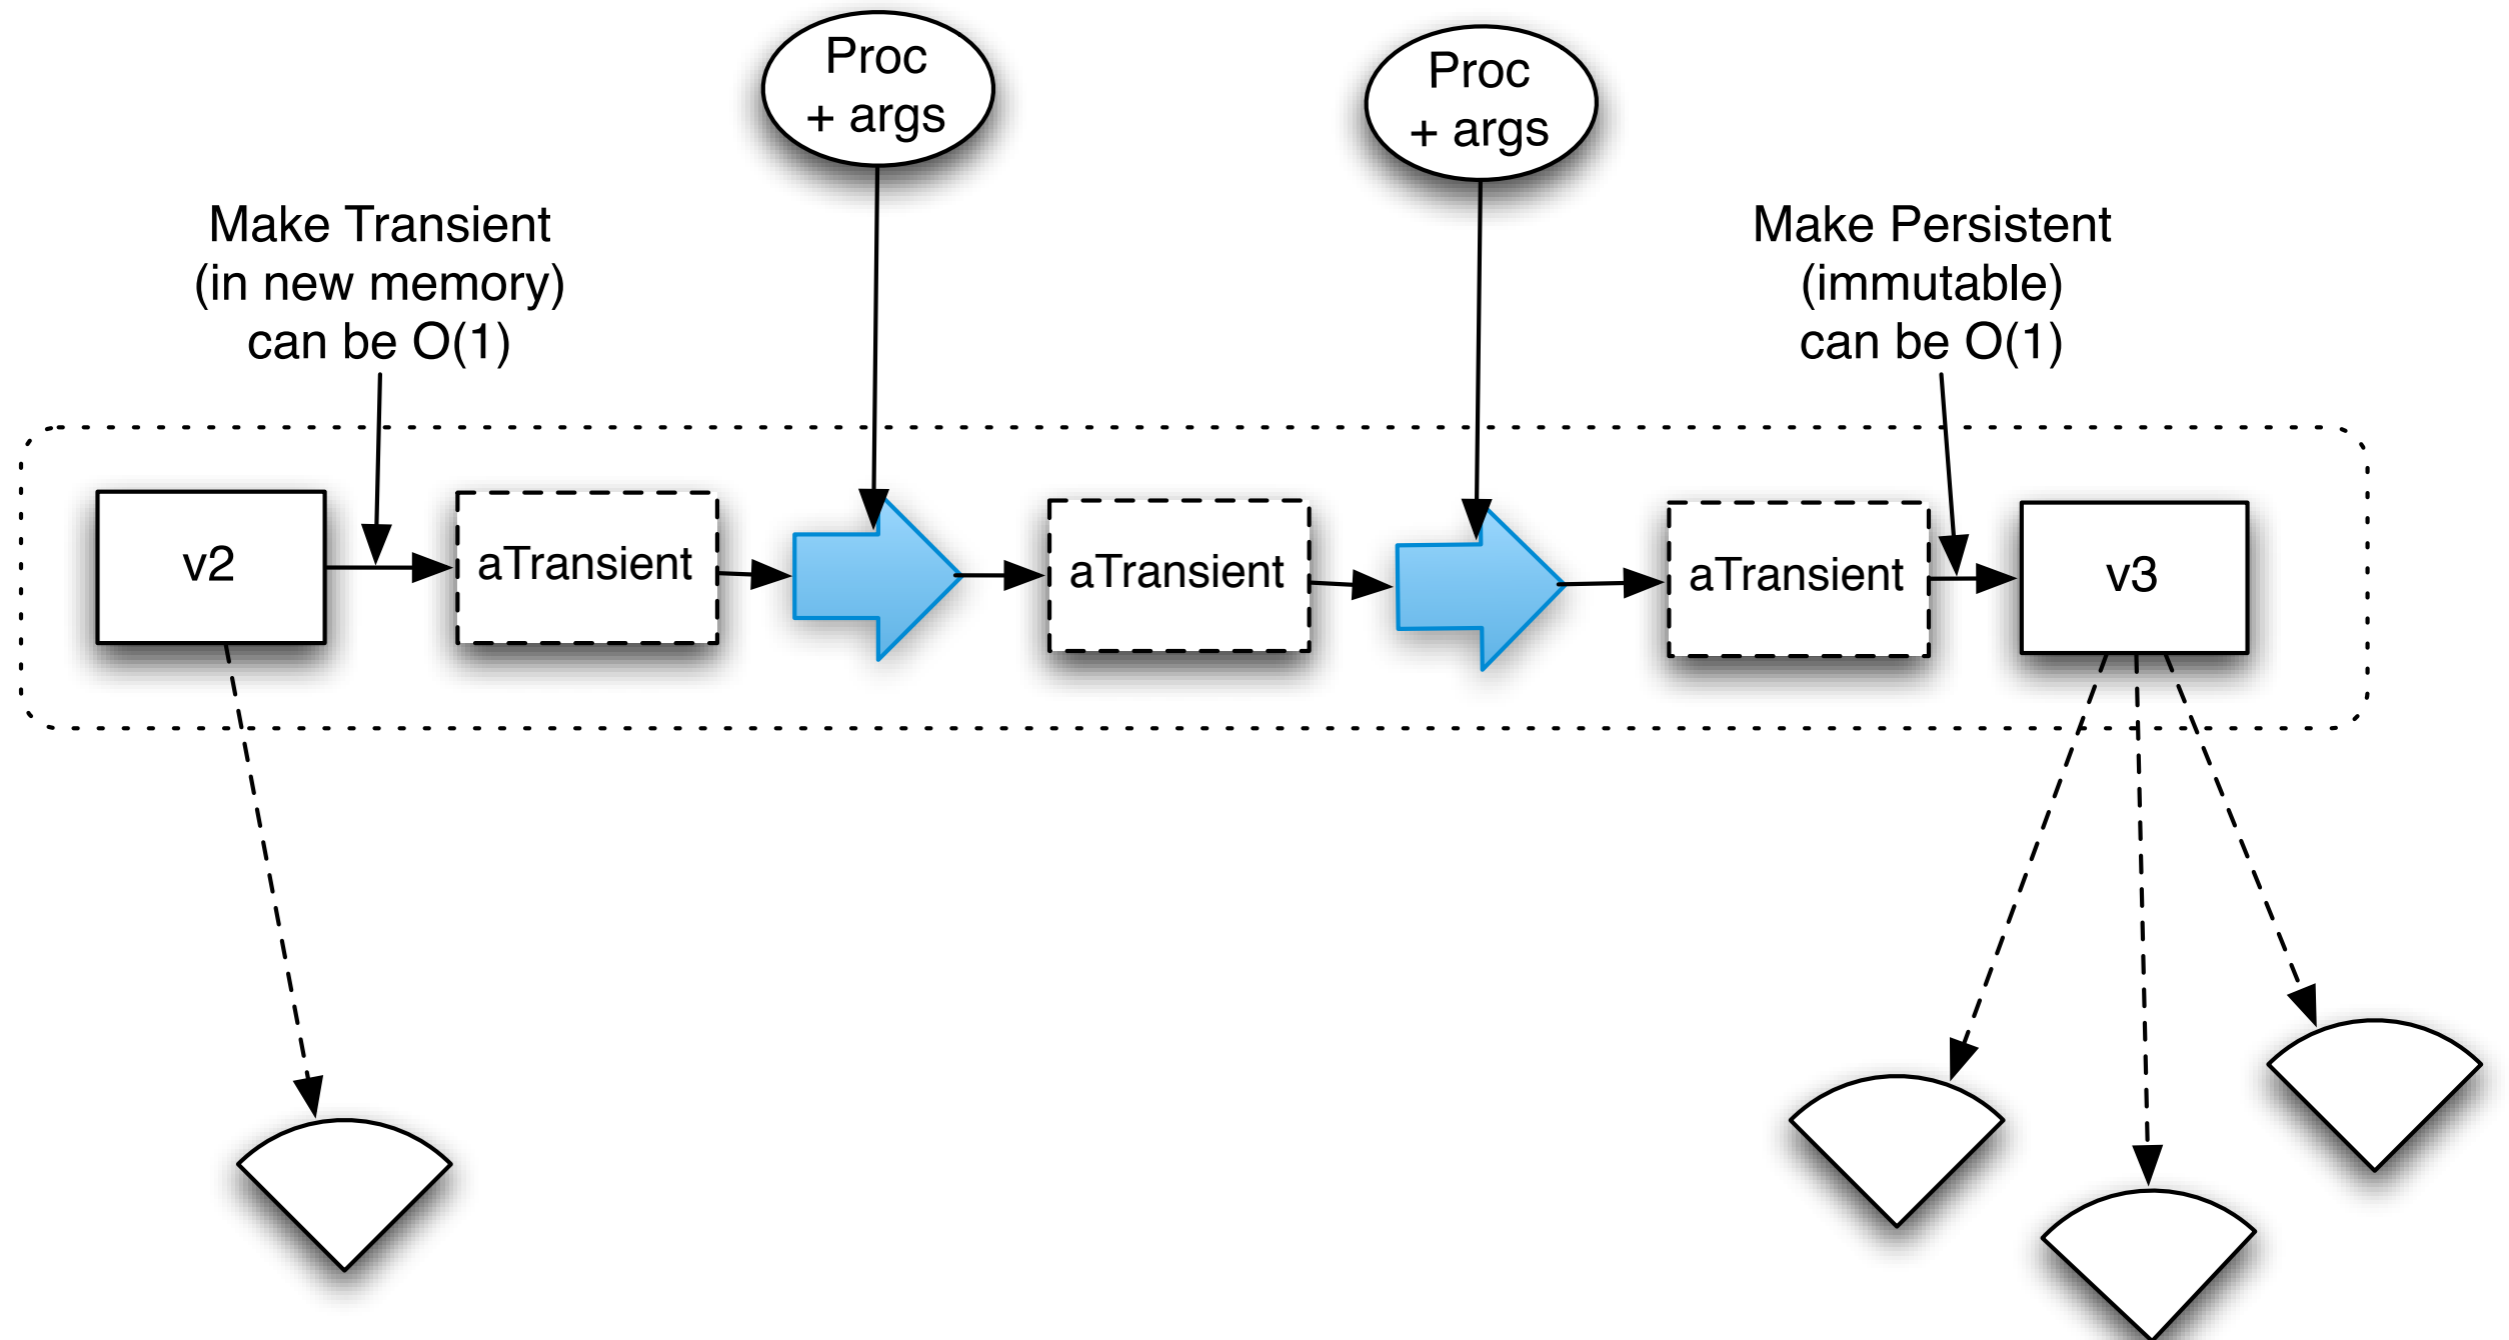 Proc
+ args
Proc
+ args
Make Transient
(in new memory)
can be O(1)
Make Persistent
(immutable)
can be O(1)
v2
aTransient
aTransient
aTransient
v3